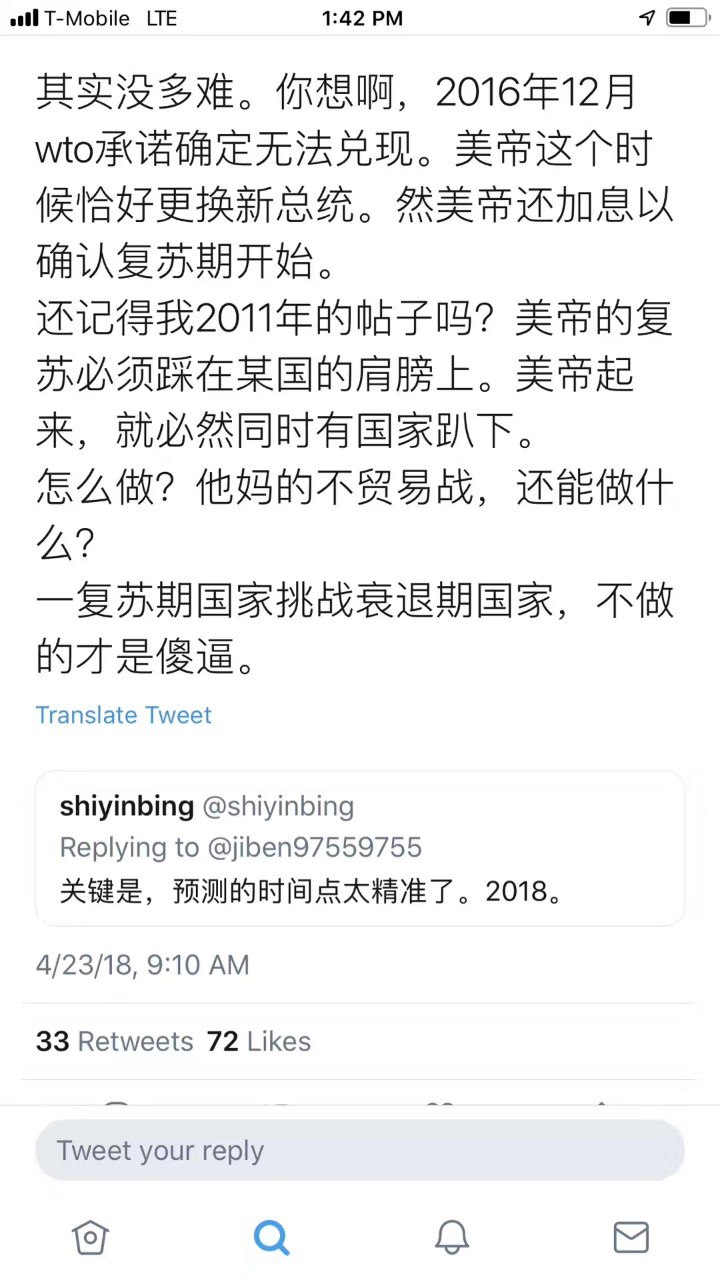 T-Mobile LTE 1:42 PM
其实没多难。你想啊，2016年12月
wto承诺确定无法兑现。美帝这个时
候恰好更换新总统。然美帝还加息以
确认复苏期开始。
还记得我2011年的帖子吗？美帝的复
苏必须踩在某国的肩膀上。美帝起
来，就必然同时有国家趴下。
怎么做？他妈的不贸易战，还能做什
么？
一复苏期国家挑战衰退期国家，不做
的才是傻逼。
Translate Tweet
shiyinbing @shiyinbing
Replying to @jiben97559755
关键是，预测的时间点太精准了。2018。
4/23/18, 9:10 AM
33 Retweets 72 Likes
Tweet your reply